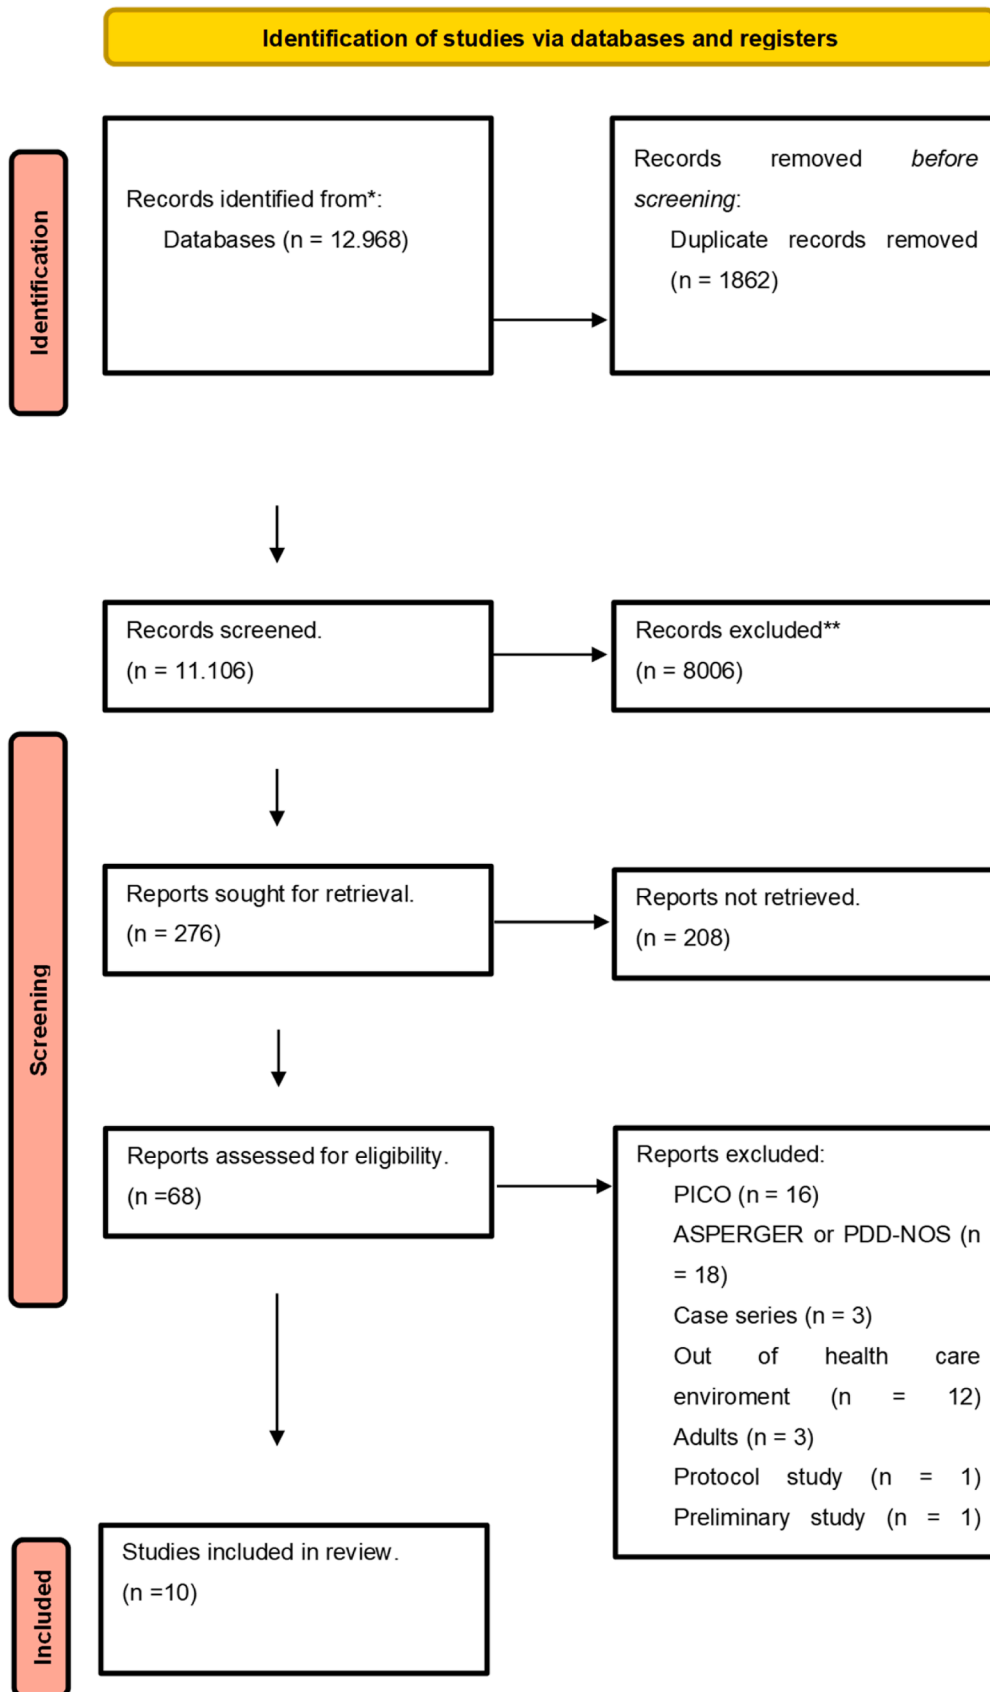 Identification of studies via databases and registers
Identification
Records identified from*:
Databases (n = 12.968)
Records removed before
screening:
Duplicate records removed
(n = 1862)
Records screened.
(n = 11.106)
Records excluded**
(n = 8006)
Screening
Reports sought for retrieval.
(n = 276)
Reports not retrieved.
(n = 208)
Reports assessed for eligibility.
(n =68)
Reports excluded:
PICO (n = 16)
ASPERGER or PDD-NOS (n
= 18)
Case series (n = 3)
Out of health care
enviroment (n = 12)
Adults (n = 3)
Protocol study (n = 1)
Preliminary study (n = 1)
Included
Studies included in review.
(n =10)